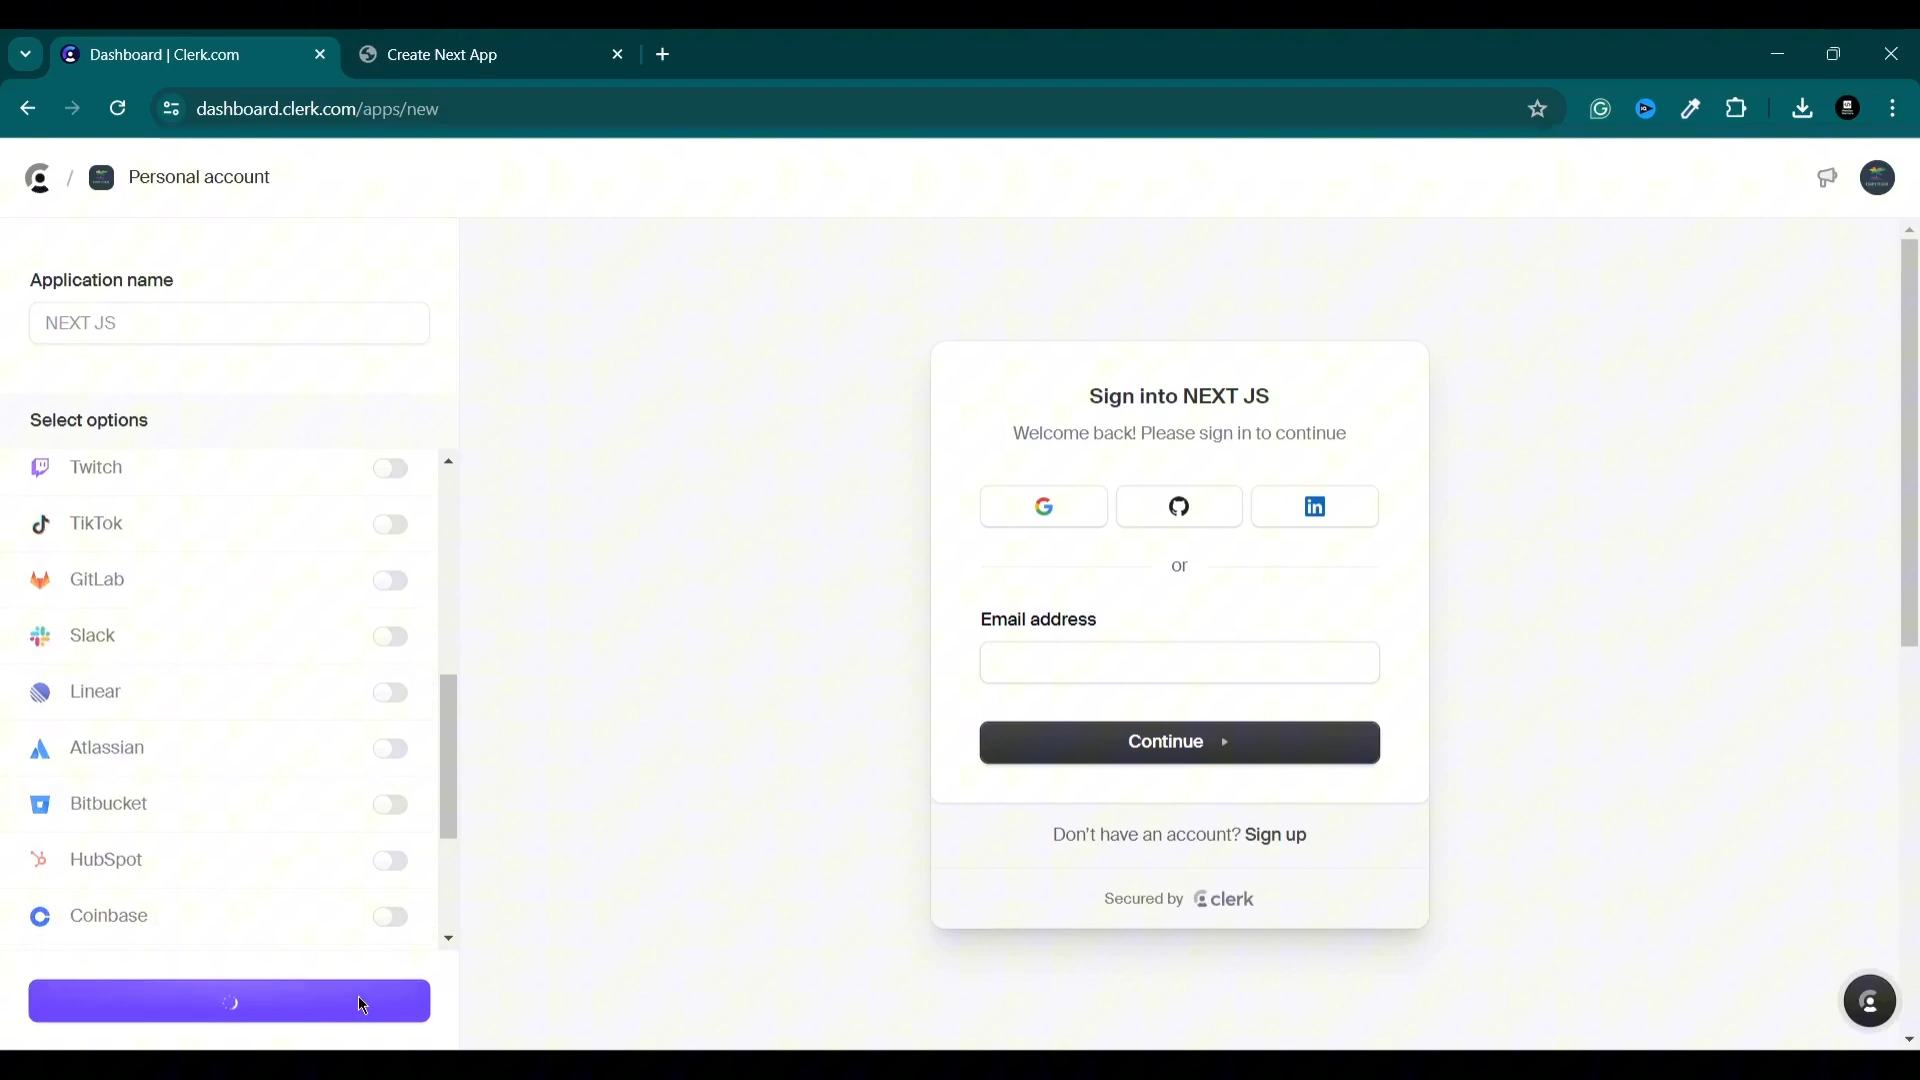 Dashboard | Clerk.com
Create Next App
dashboard.clerk.com/apps/new
/ Personal account
Application name
NEXT JS
Select options
Twitch
TikTok
GitLab
Slack
Linear
Atlassian
Bitbucket
HubSpot
Coinbase
Sign into NEXT JS
Welcome back! Please sign in to continue
or
Email address
Continue
Don't have an account? Sign up
Secured by clerk